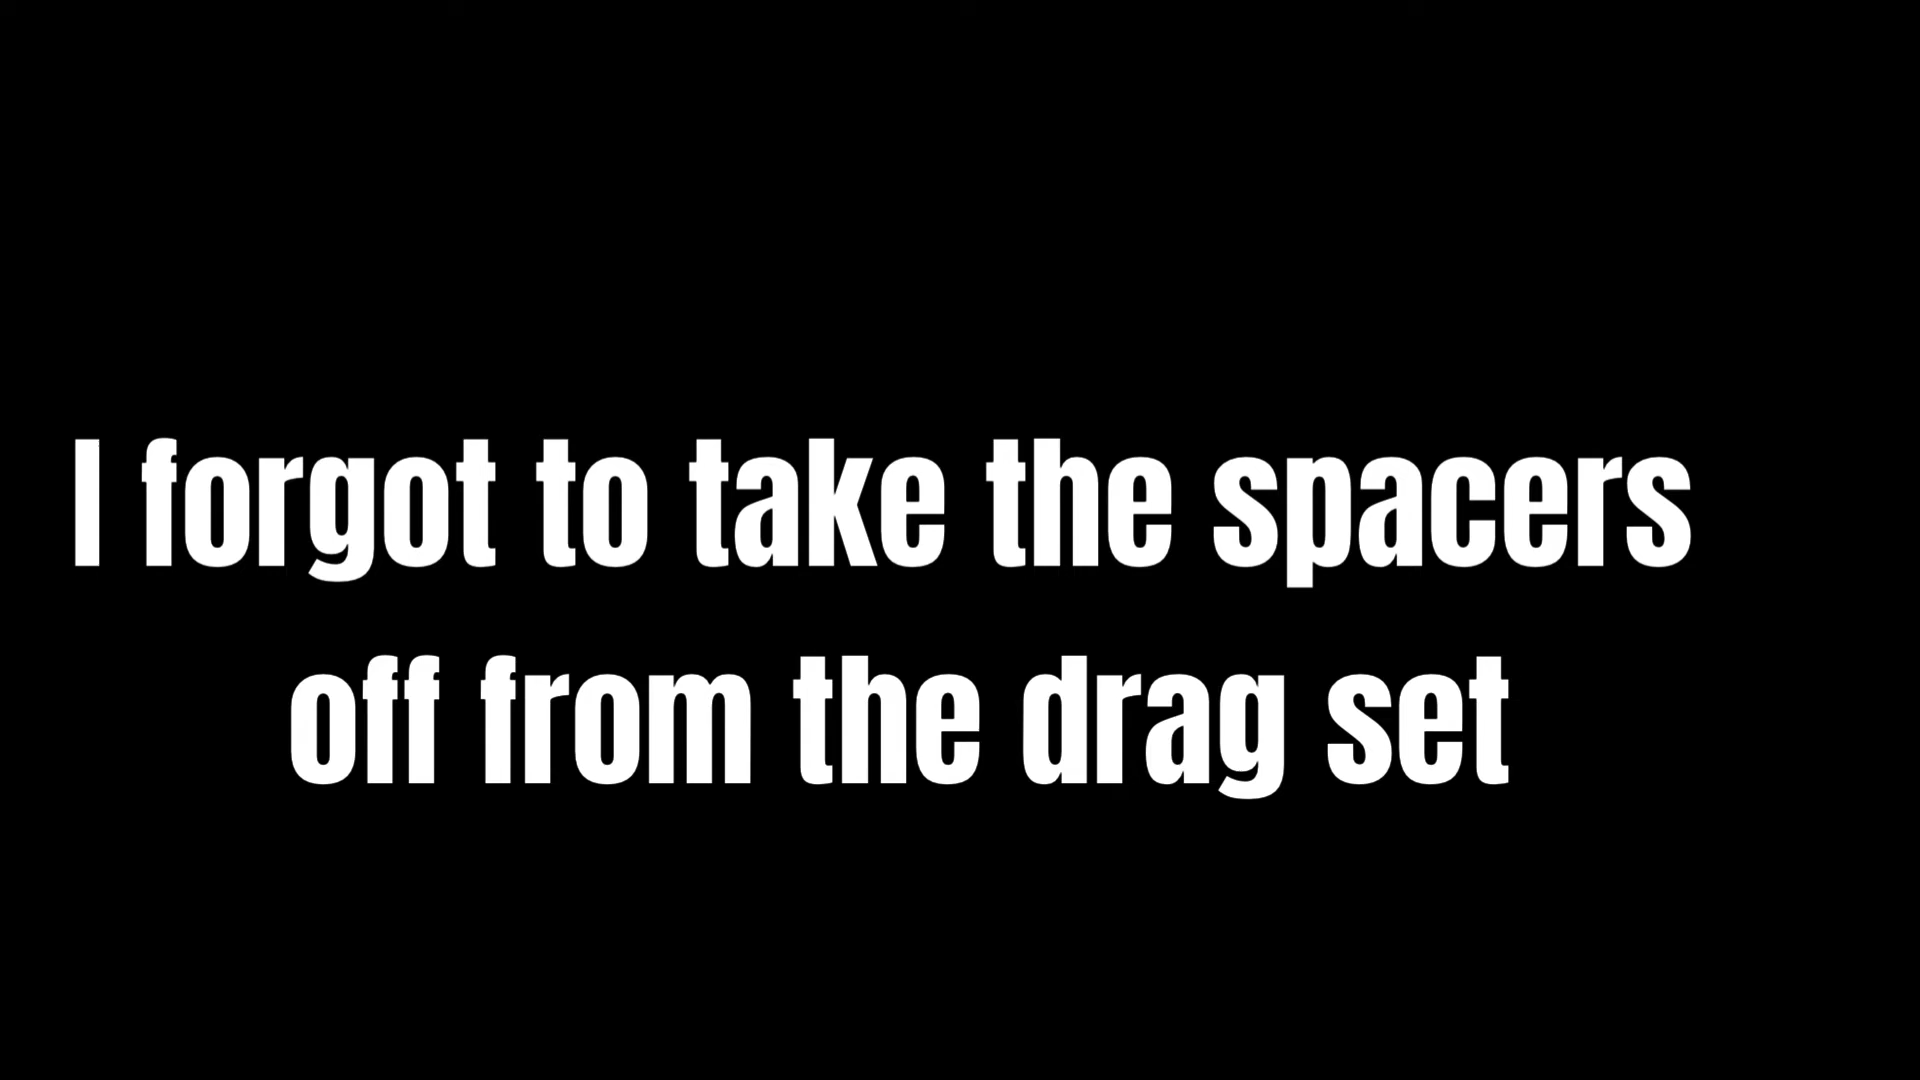 I forgot to take the spacers
off from the drag set